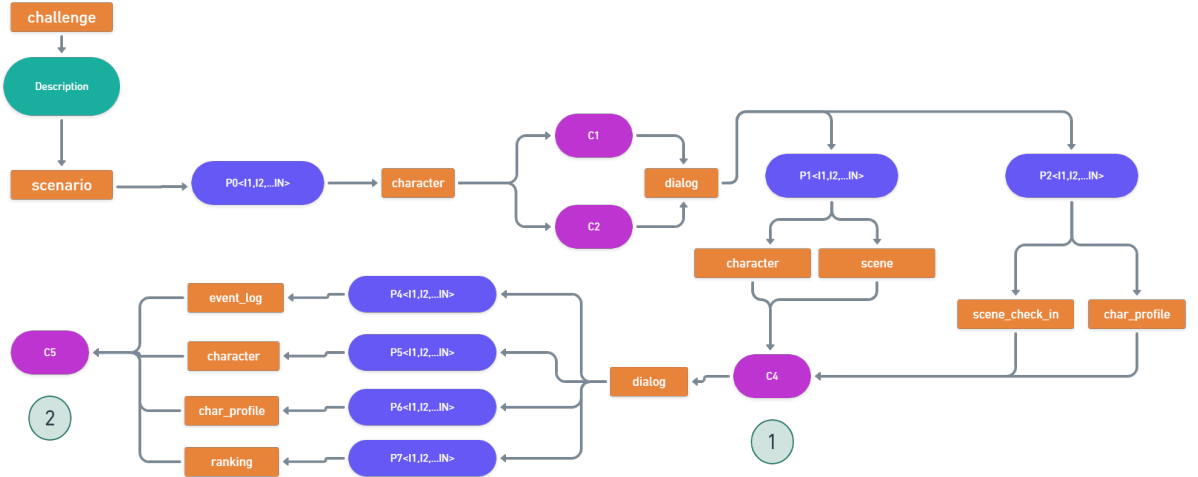 challenge
Description
scenario
P0<I1,I2,...IN>
character
C1
C2
dialog
P1<I1,I2,...IN>
P2<I1,I2,...IN>
character
scene
scene_check_in
char_profile
C4
1
dialog
P4<I1,I2,...IN>
P5<I1,I2,...IN>
P6<I1,I2,...IN>
P7<I1,I2,...IN>
event_log
character
char_profile
ranking
C5
2